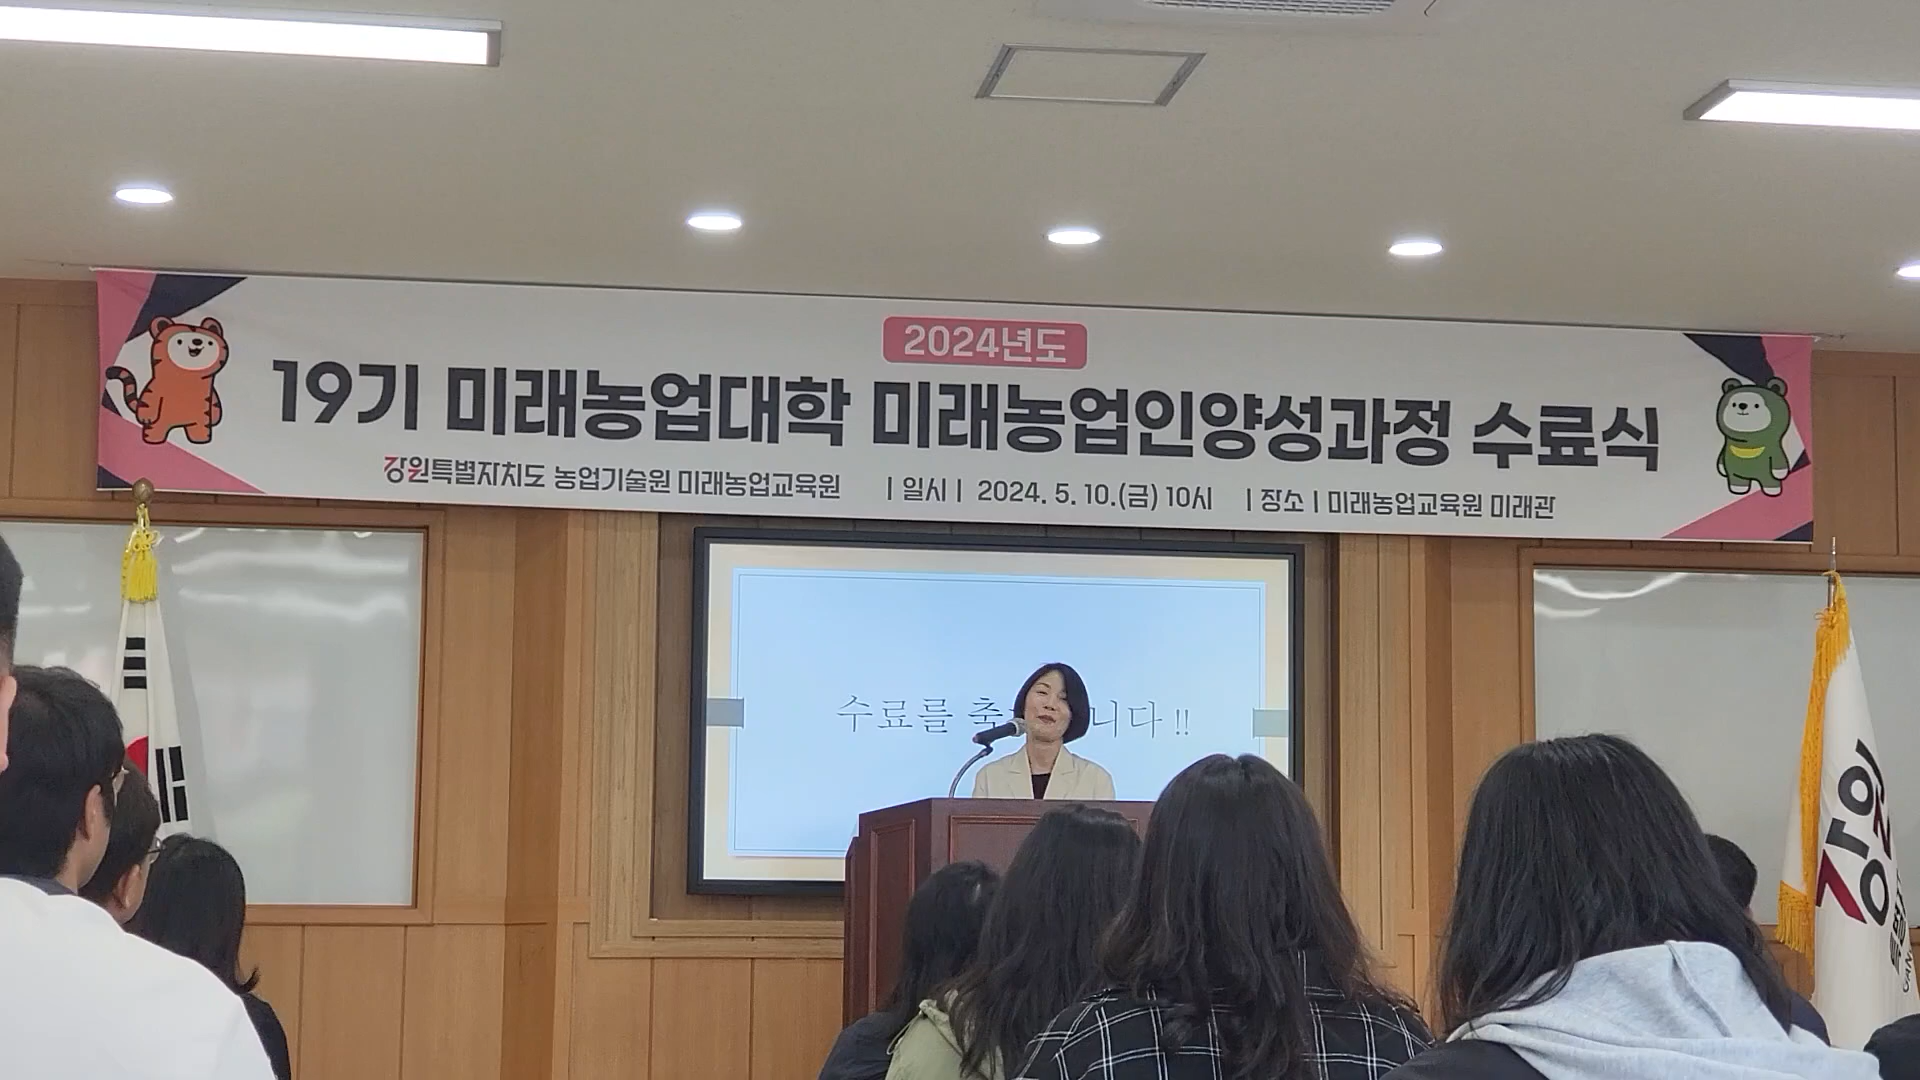 2024년도
19기 미래농업대학 미래농업인양성과정 수료식
강원특별자치도 농업기술원 미래농업교육원 | 일시 | 2024. 5. 10.(금) 10시 | 장소 | 미래농업교육원 미래관
수료를 니다 !!
강원